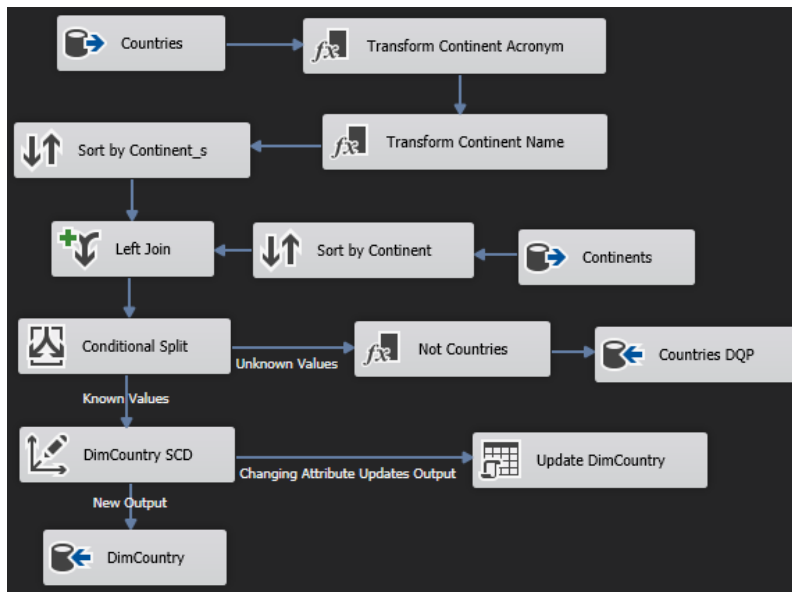 Countries
Transform Continent Acronym
Transform Continent Name
Sort by Continent_s
Left Join
Sort by Continent
Continents
Conditional Split
Unknown Values
Not Countries
Countries DQP
Known Values
DimCountry SCD
Changing Attribute Updates Output
Update DimCountry
New Output
DimCountry